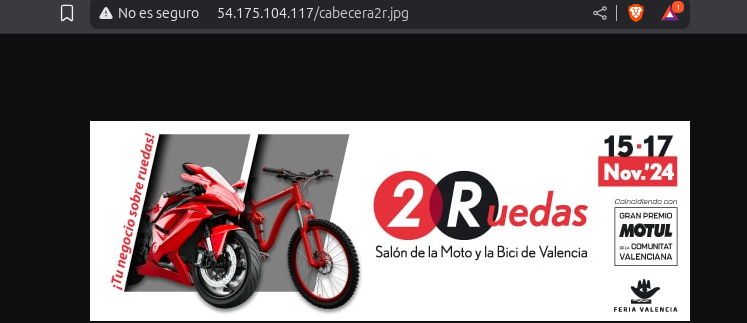 No es seguro 54.175.104.117/cabecera2r.jpg
1
¡Tu negocio sobre ruedas!
2Ruedas
Salón de la Moto y la Bici de Valencia
15-17
Nov.'24
Coincidiendo con
GRAN PREMIO
MOTUL
DE LA COMUNITAT
VALENCIANA
FERIA VALENCIA